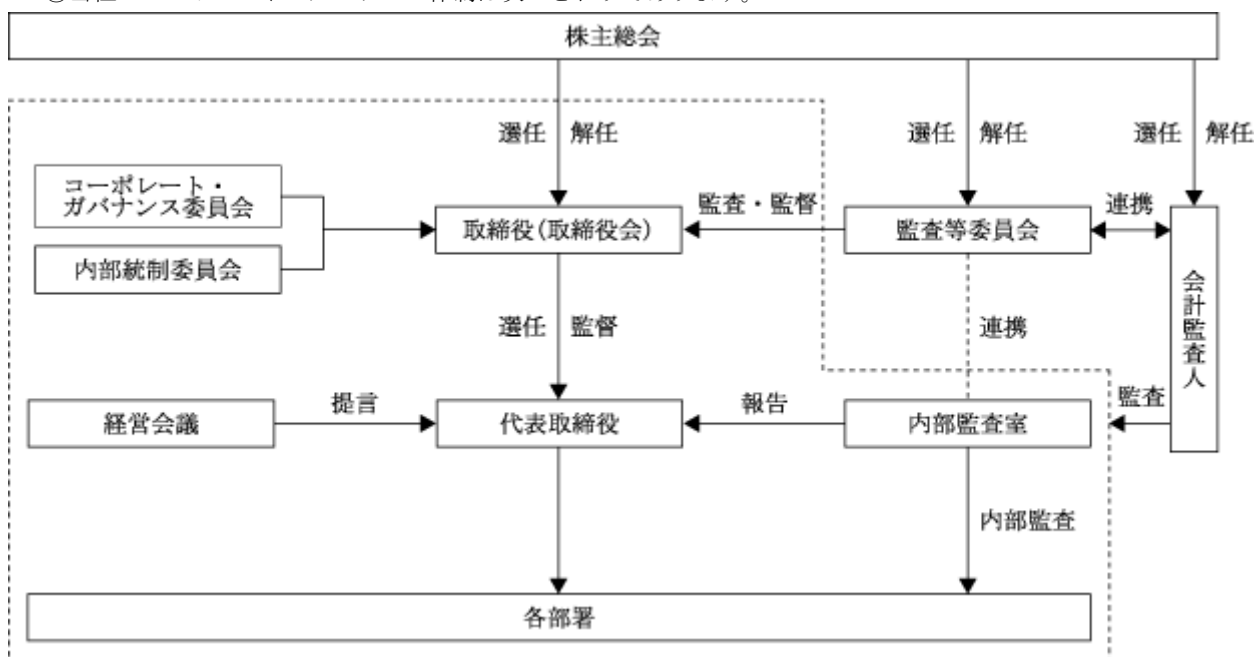 株主総会
選任 解任
選任 解任
選任 解任
コーポレート・
ガバナンス委員会
内部統制委員会
取締役(取締役会)
監査・監督
監査等委員会
連携
会計監査人
選任 監督
連携
経営会議
提言
代表取締役
報告
内部監査室
監査
内部監査
各部署